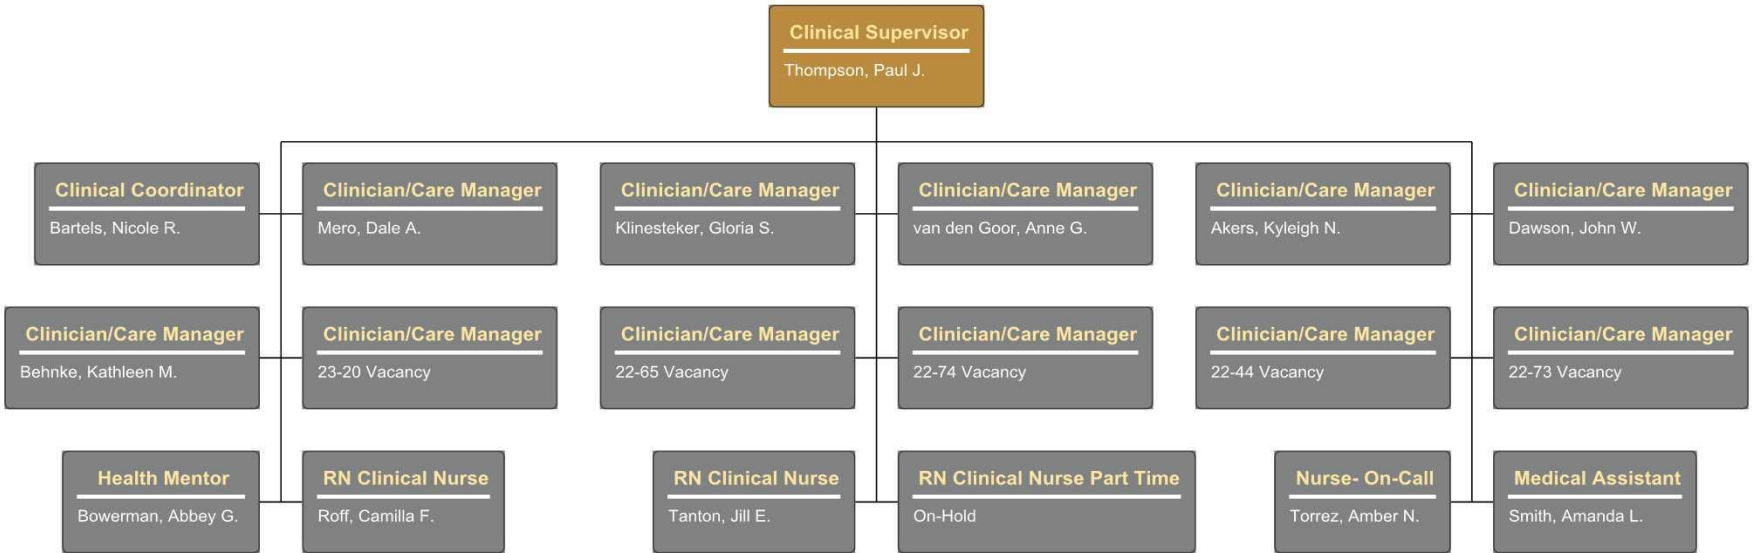 Clinical Supervisor
Thompson, Paul J.
Clinical Coordinator
Bartels, Nicole R.
Clinician/Care Manager
Mero, Dale A.
Clinician/Care Manager
Klinesteker, Gloria S.
Clinician/Care Manager
van den Goor, Anne G.
Clinician/Care Manager
Akers, Kyleigh N.
Clinician/Care Manager
Dawson, John W.
Clinician/Care Manager
Behnke, Kathleen M.
Clinician/Care Manager
23-20 Vacancy
Clinician/Care Manager
22-65 Vacancy
Clinician/Care Manager
22-74 Vacancy
Clinician/Care Manager
22-44 Vacancy
Clinician/Care Manager
22-73 Vacancy
Health Mentor
Bowerman, Abbey G.
RN Clinical Nurse
Roff, Camilla F.
RN Clinical Nurse
Tanton, Jill E.
RN Clinical Nurse Part Time
On-Hold
Nurse- On-Call
Torrez, Amber N.
Medical Assistant
Smith, Amanda L.